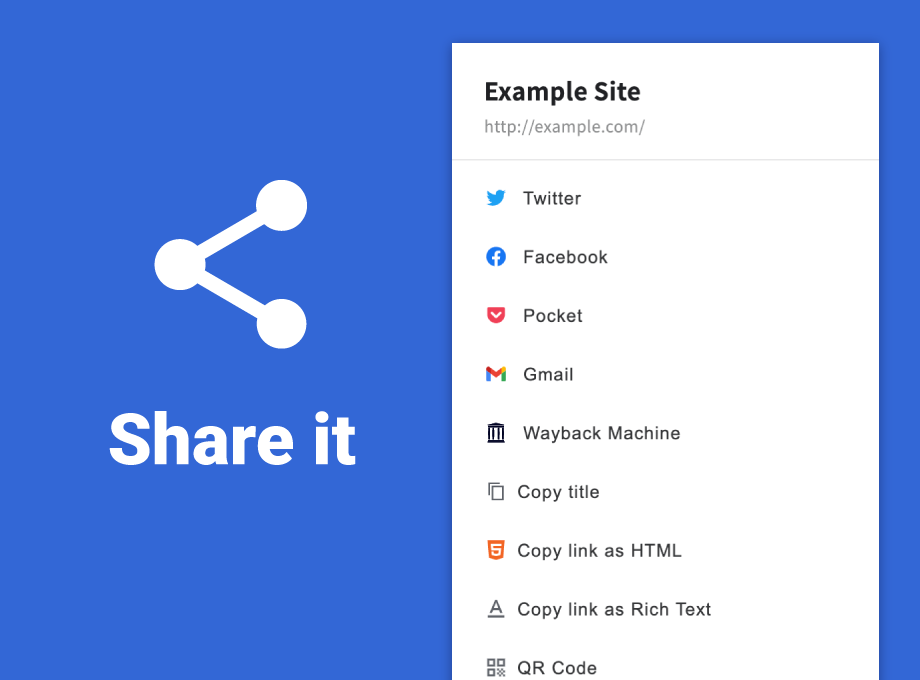 Share it
Example Site
http://example.com/
Twitter
Facebook
Pocket
Gmail
Wayback Machine
Copy title
Copy link as HTML
Copy link as Rich Text
QR Code